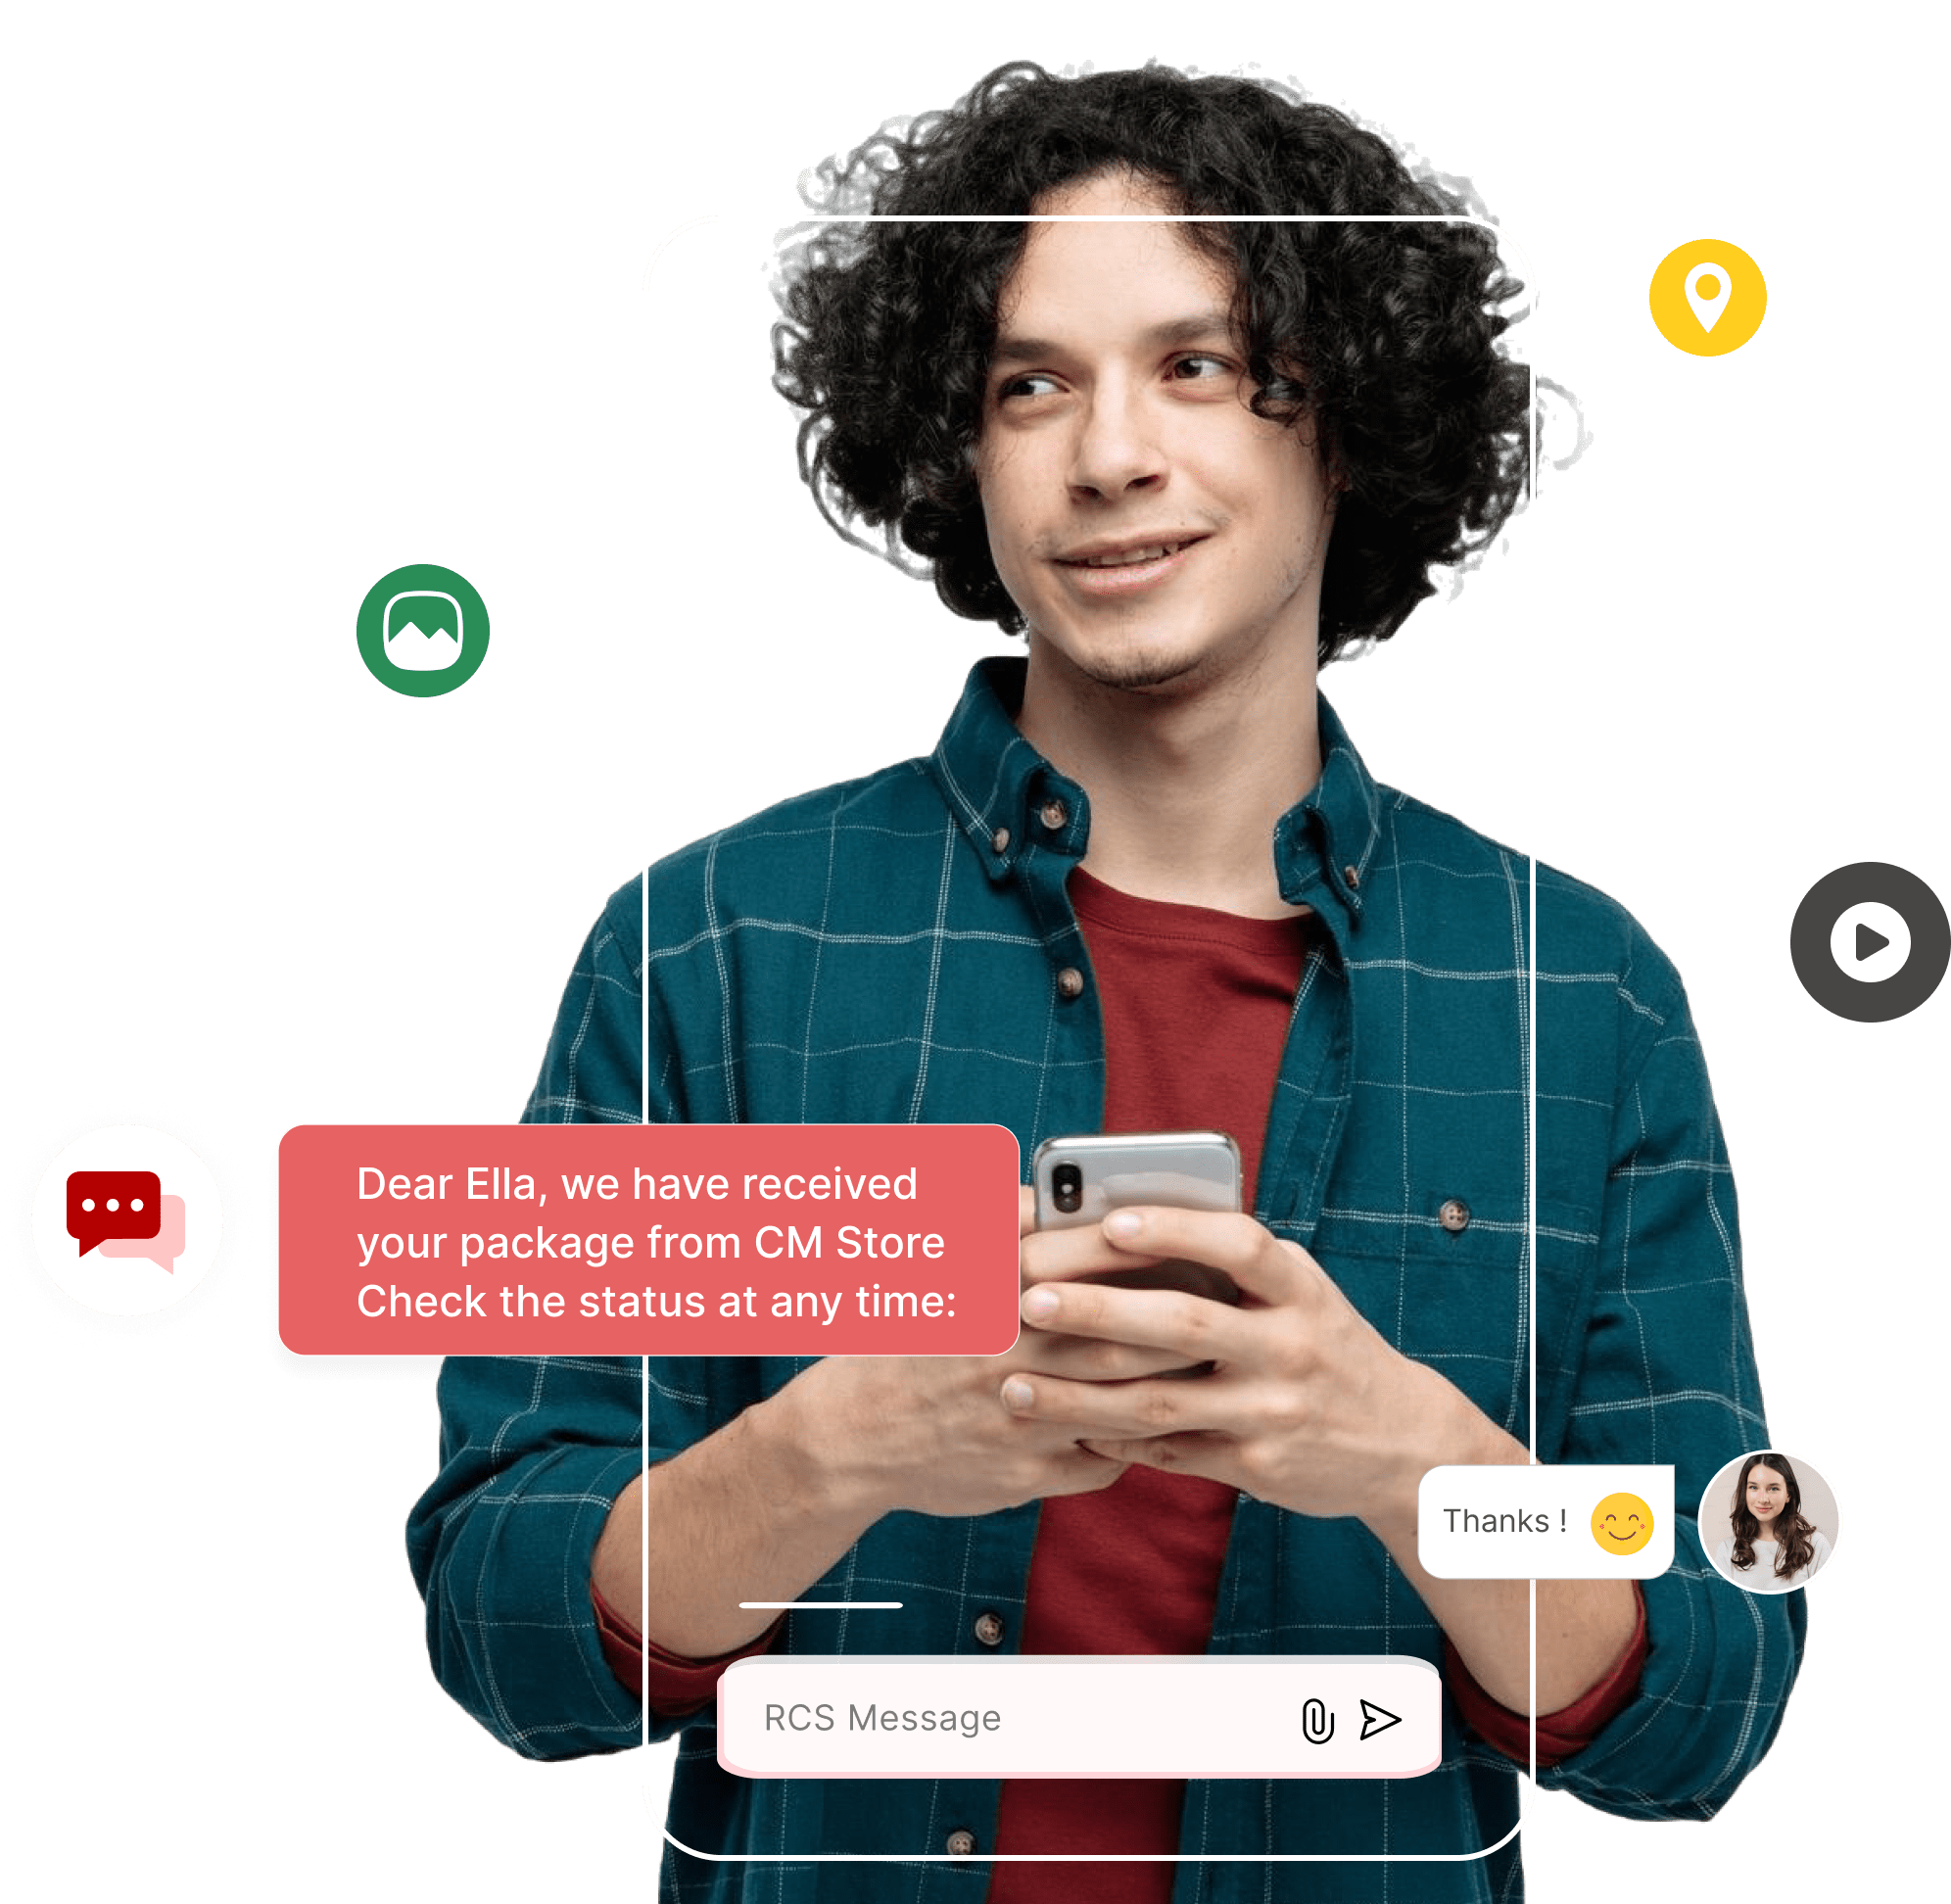 Dear Ella, we have received
your package from CM Store
Check the status at any time:
Thanks !
RCS Message